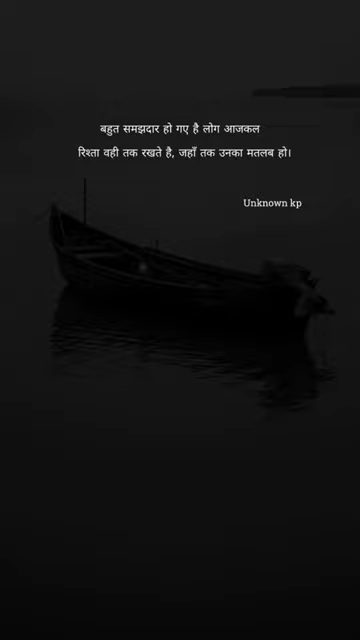 बहुत समझदार हो गए है लोग आजकल
रिश्ता वही तक रखते है, जहाँ तक उनका मतलब हो।
Unknown kp